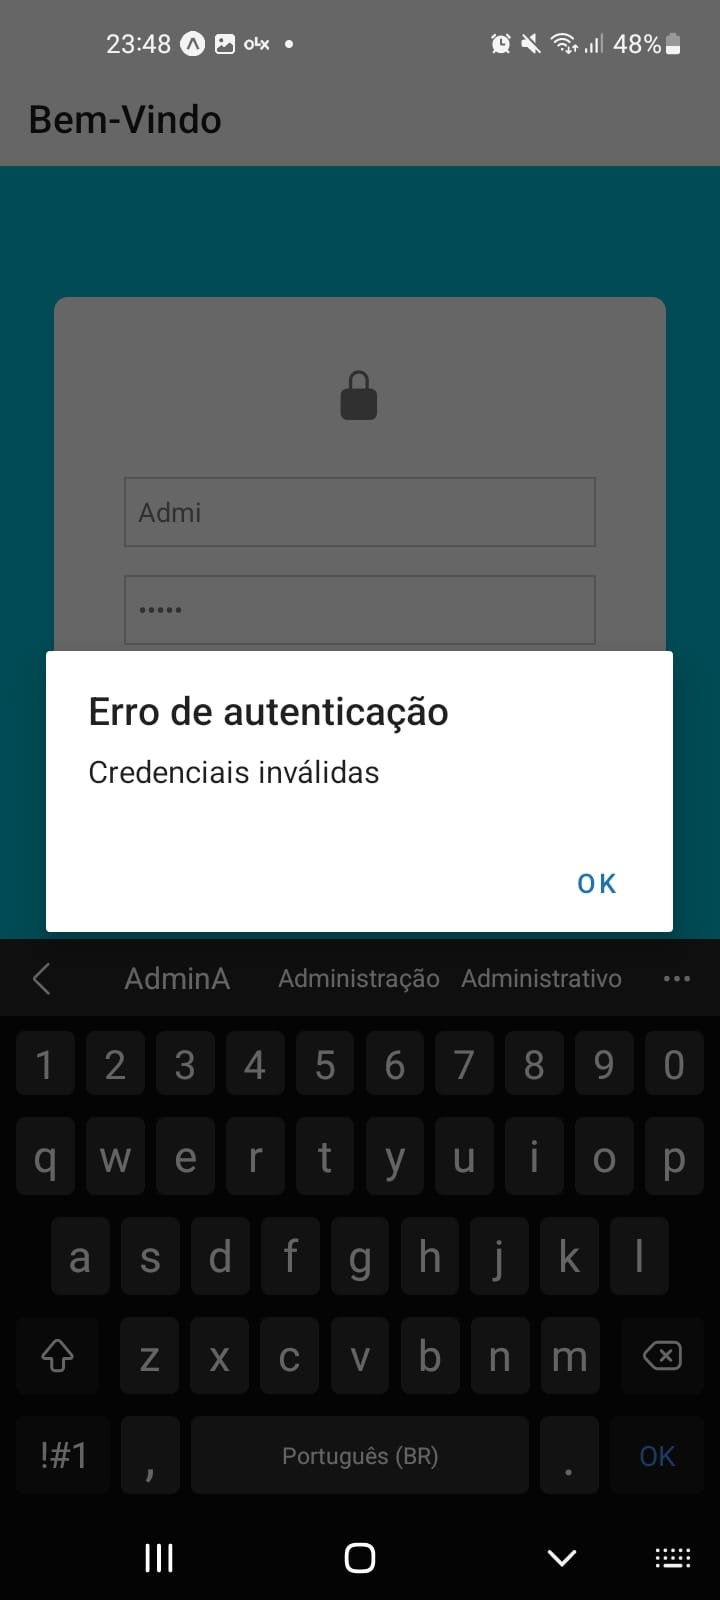 23:48 olx 48%
Bem-Vindo
Admi
•••••
Erro de autenticação
Credenciais inválidas
OK
AdminA Administração Administrativo •••
1 2 3 4 5 6 7 8 9 0
q w e r t y u i o p
a s d f g h j k l
z x c v b n m
!#1 , Português (BR) . OK